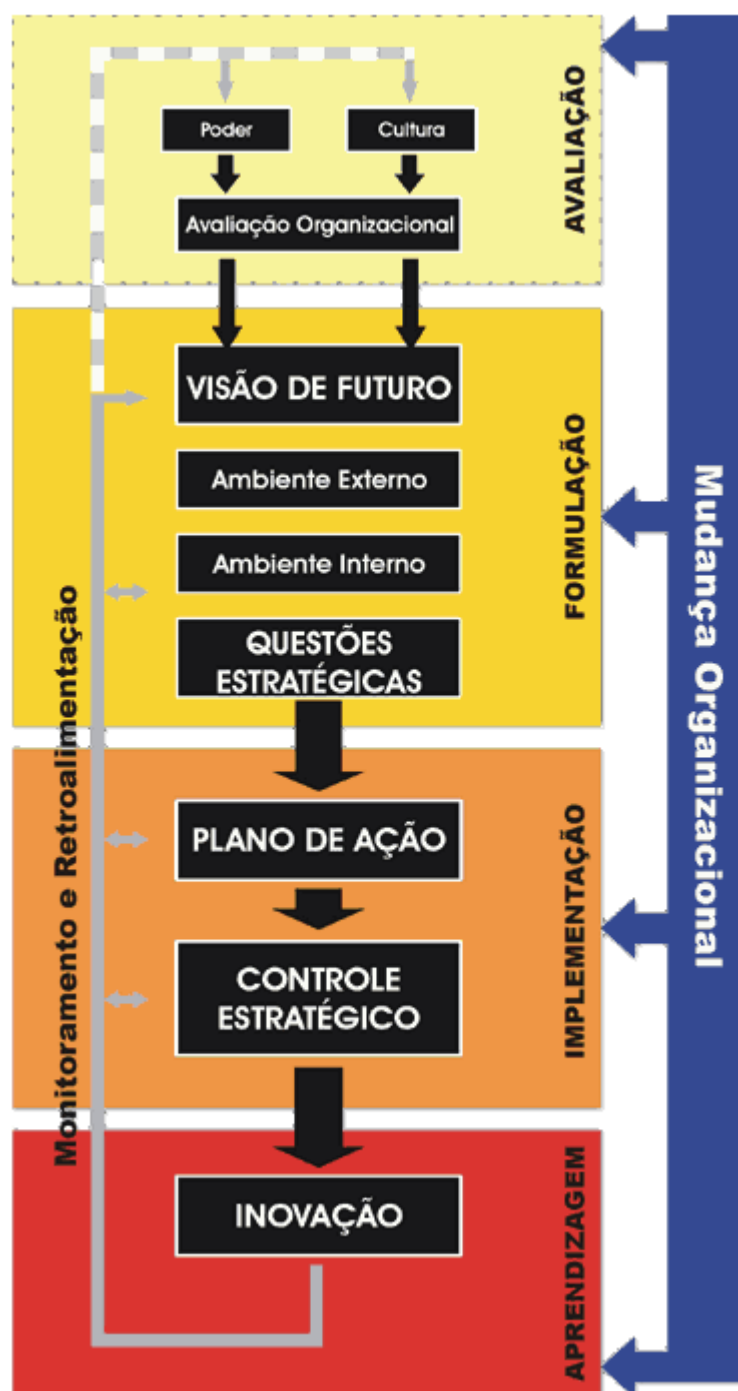 Poder
Cultura
Avaliação Organizacional
AVALIAÇÃO
VISÃO DE FUTURO
Ambiente Externo
Ambiente Interno
QUESTÕES
ESTRATÉGICAS
FORMULAÇÃO
PLANO DE AÇÃO
CONTROLE
ESTRATÉGICO
IMPLEMENTAÇÃO
INOVAÇÃO
APRENDIZAGEM
Monitoramento e Retroalimentação
Mudança Organizacional